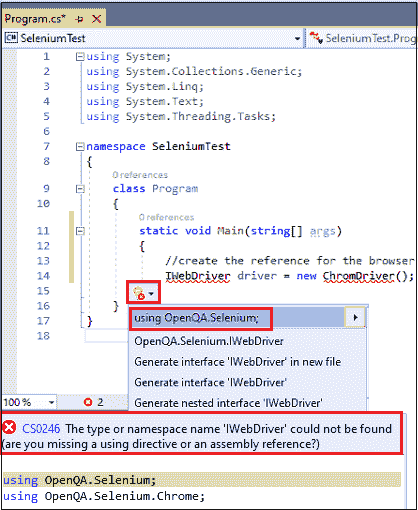 Program.cs*
SeleniumTest
SeleniumTest.Program
1 using System;
2 using System.Collections.Generic;
3 using System.Linq;
4 using System.Text;
5 using System.Threading.Tasks;
6
7 namespace SeleniumTest
8 {
0 references
9 class Program
10 {
0 references
11 static void Main(string[] args)
12 {
13 //create the reference for the browser
14 IWebDriver driver = new ChromDriver();
15
16 }
17 }
18
using OpenQA.Selenium;
OpenQA.Selenium.IWebDriver
Generate interface 'IWebDriver' in new file
Generate interface 'IWebDriver'
Generate nested interface 'IWebDriver'
100 %
2
CS0246 The type or namespace name 'IWebDriver' could not be found
(are you missing a using directive or an assembly reference?)
using OpenQA.Selenium;
using OpenQA.Selenium.Chrome;